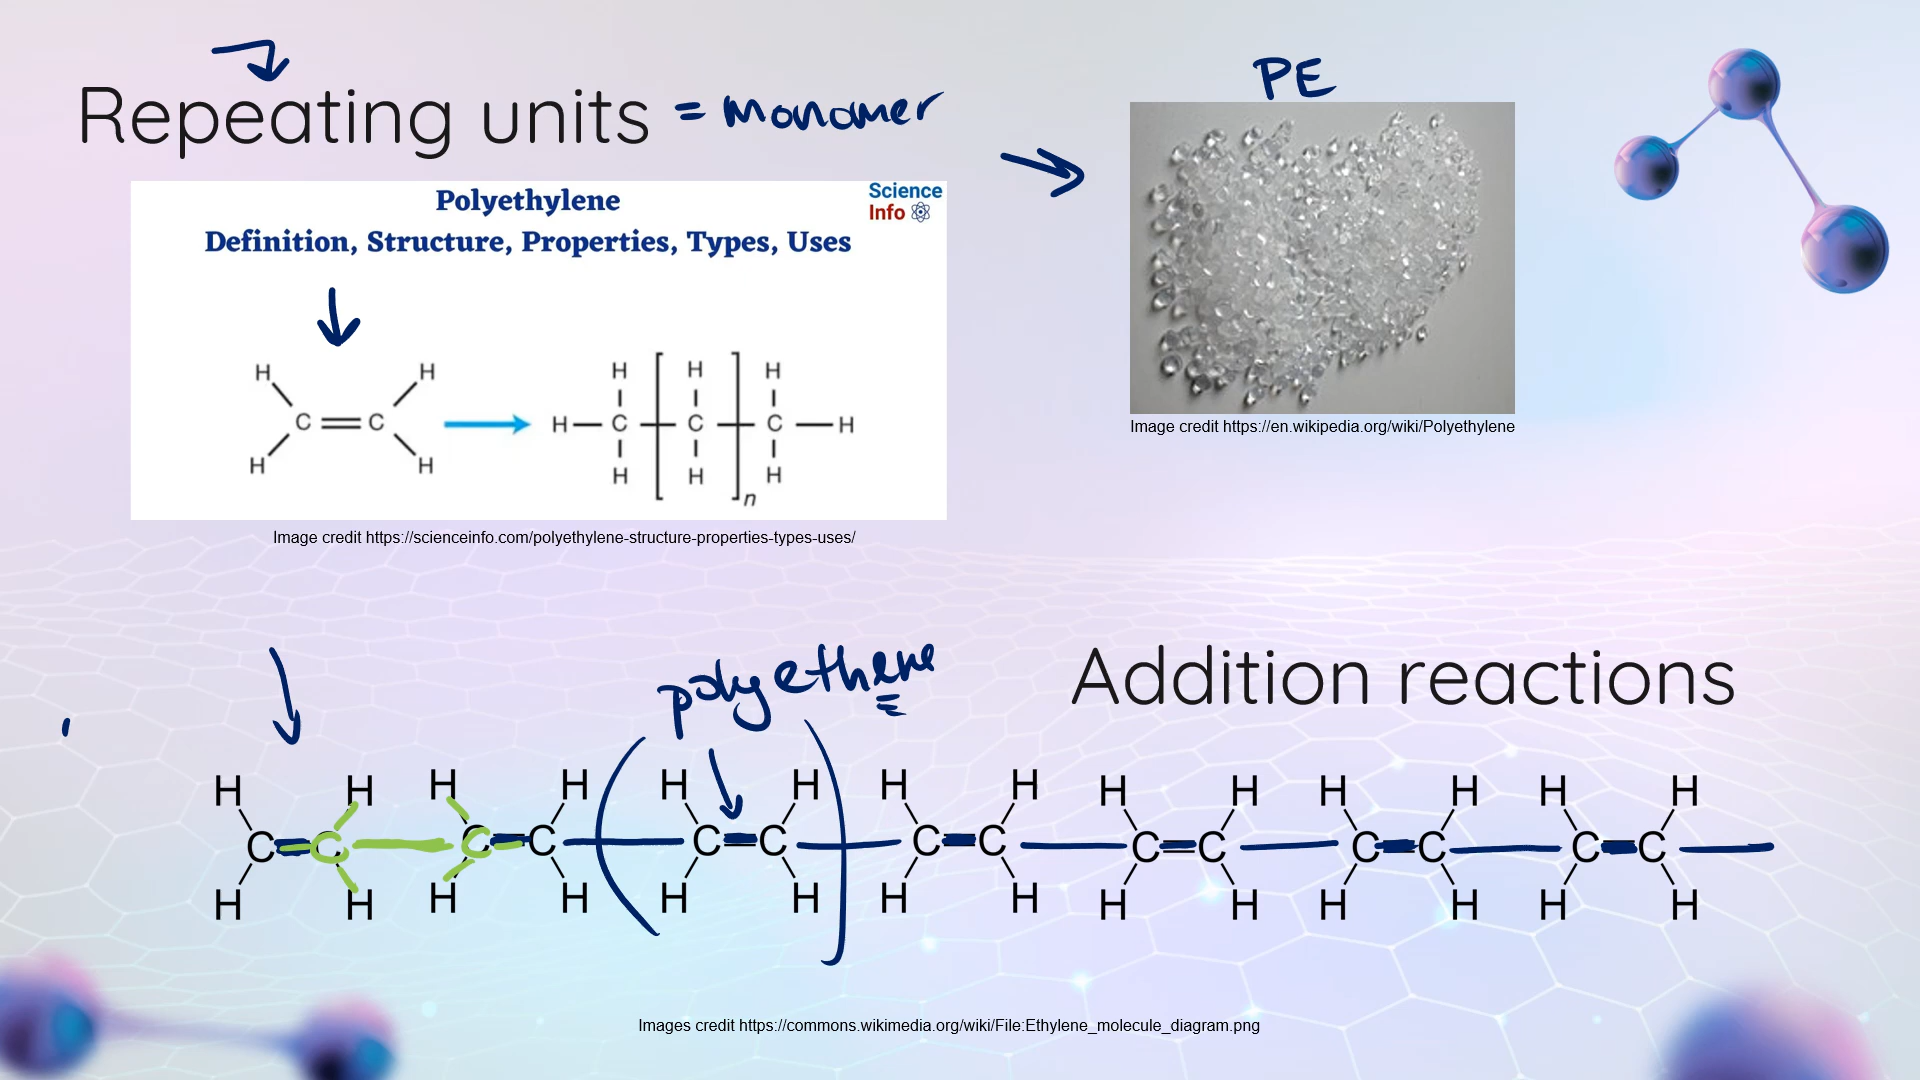 Repeating units = monomer
PE
Polyethylene
Science
Info
Definition, Structure, Properties, Types, Uses
H H H H H
C C H C C C H
H H H H H
n
Image credit https://en.wikipedia.org/wiki/Polyethylene
Image credit https://scienceinfo.com/polyethylene-structure-properties-types-uses/
polyethene
Addition reactions
H H H H H H H H H H H H H H
C C C C C C C C C C C C C C
H H H H H H H H H H H H H H
Images credit https://commons.wikimedia.org/wiki/File:Ethylene_molecule_diagram.png